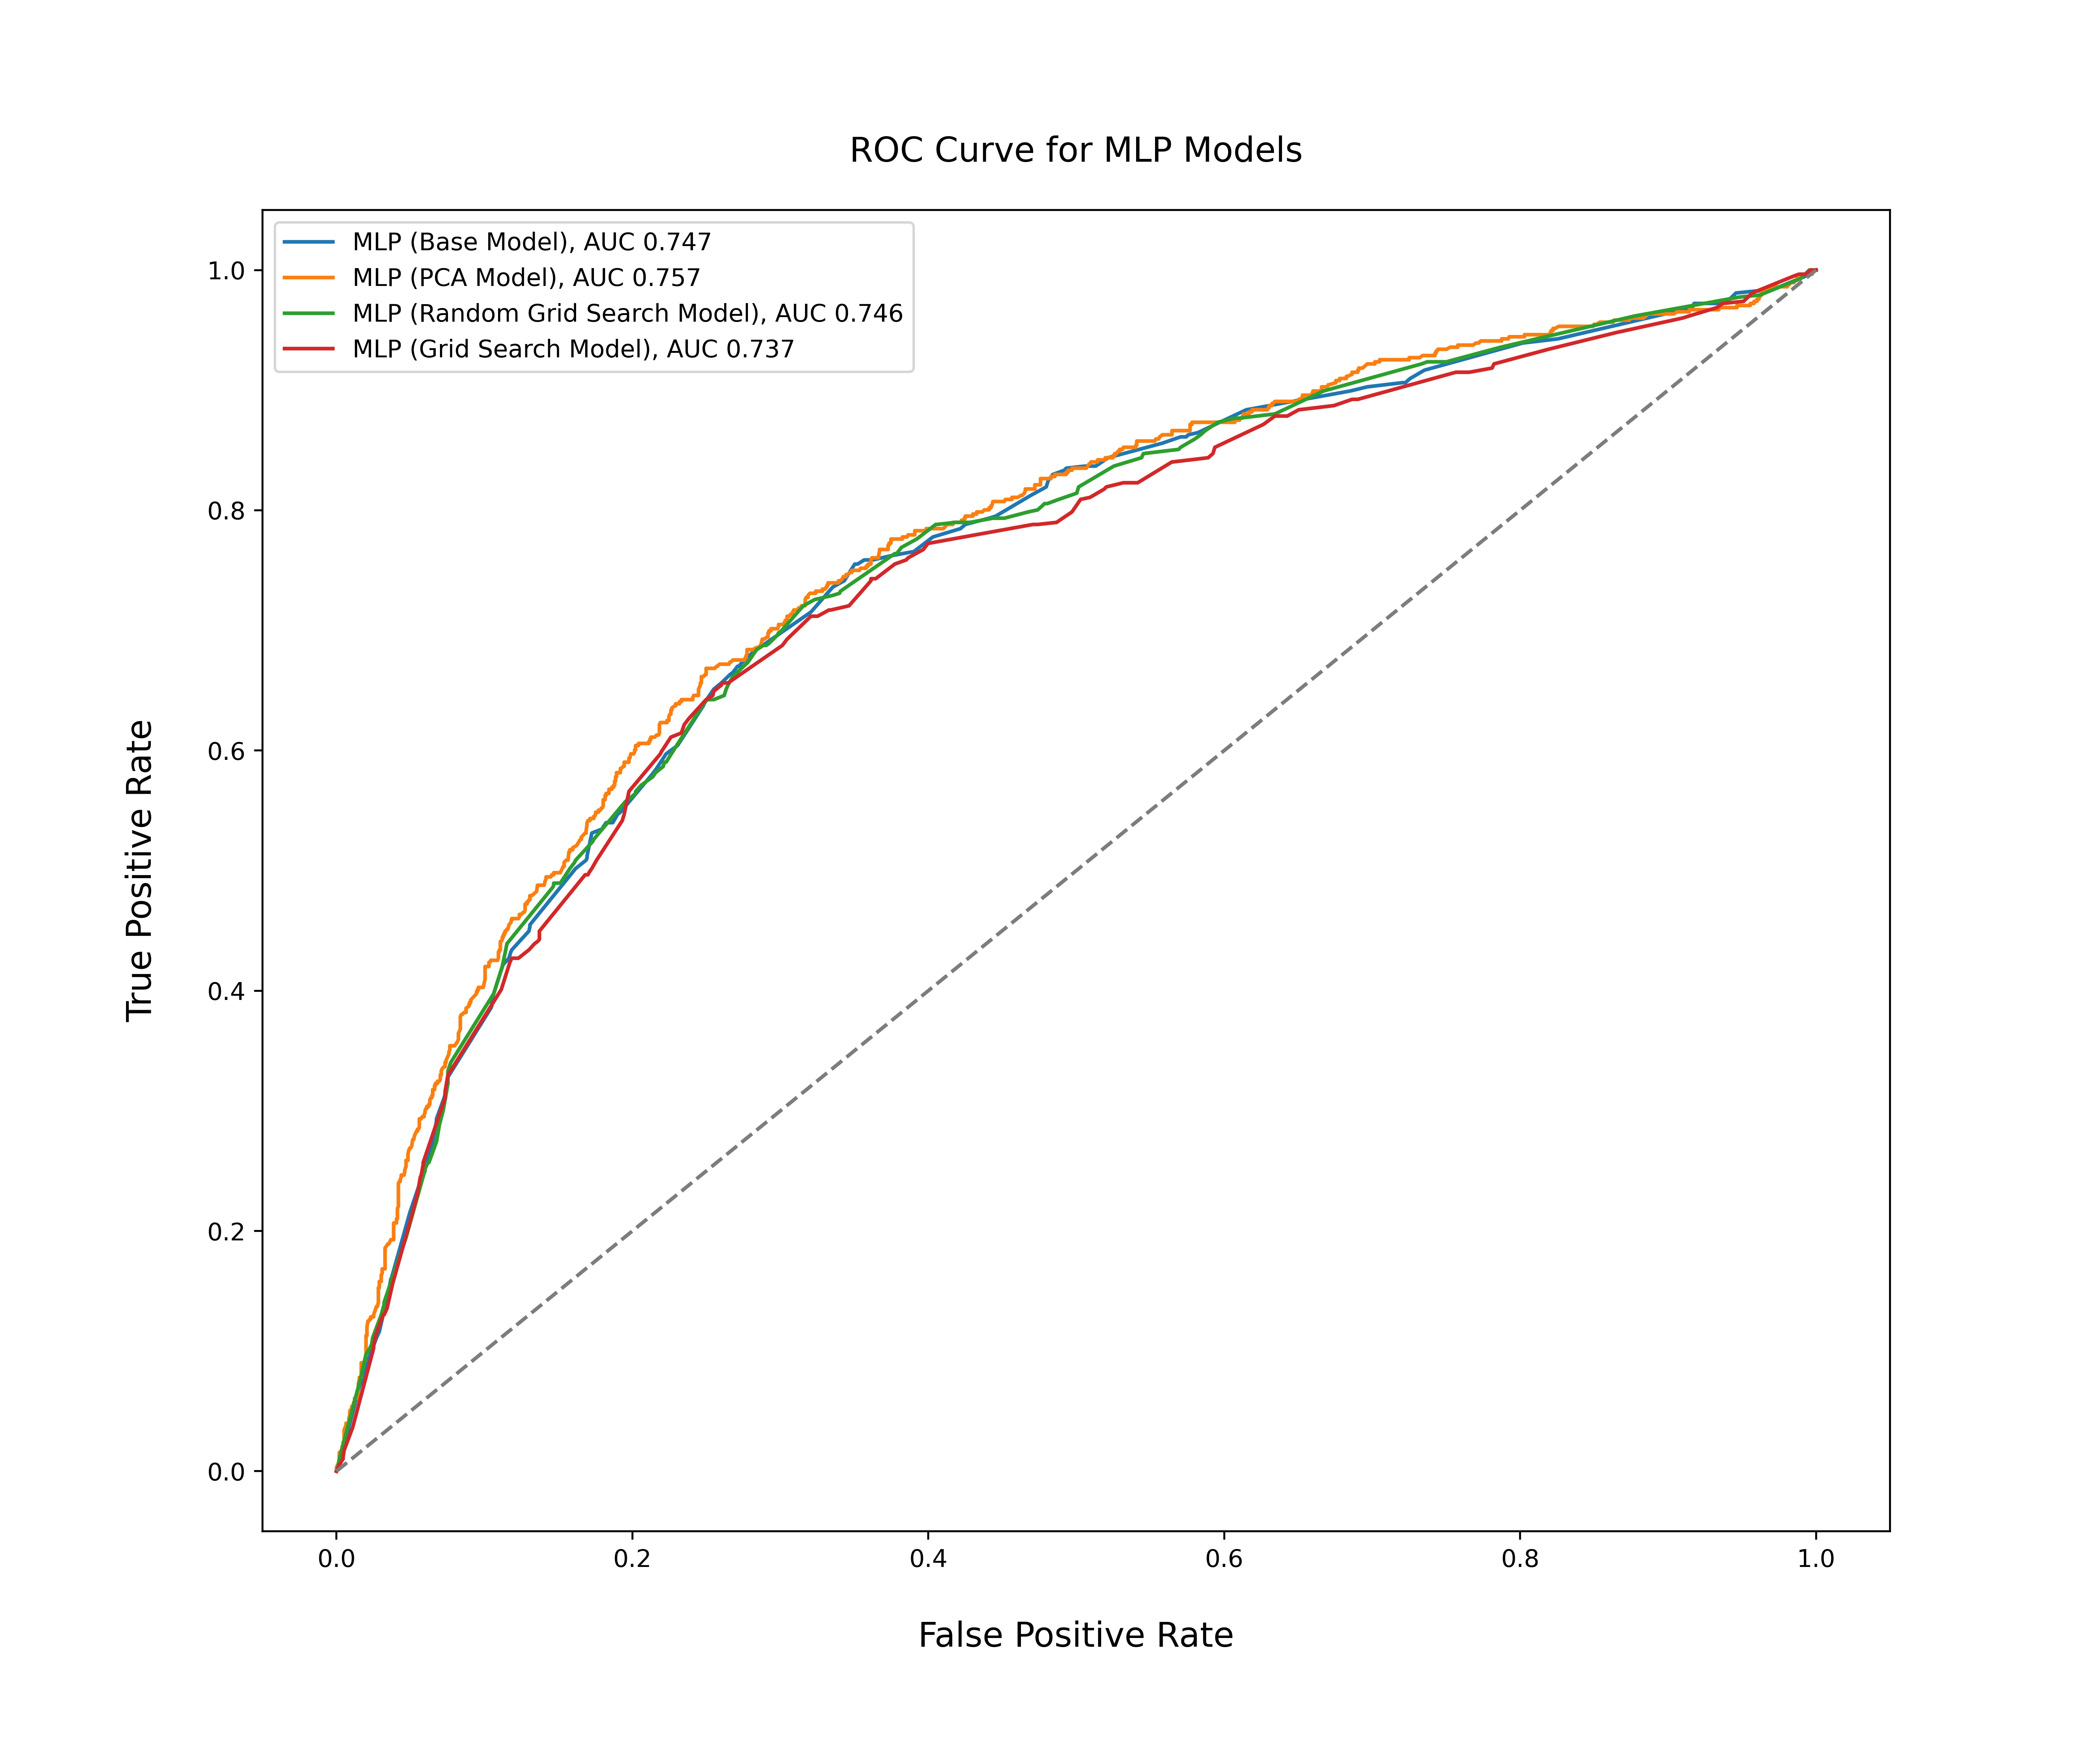 ROC Curve for MLP Models
MLP (Base Model), AUC 0.747
MLP (PCA Model), AUC 0.757
MLP (Random Grid Search Model), AUC 0.746
MLP (Grid Search Model), AUC 0.737
True Positive Rate
1.0
0.8
0.6
0.4
0.2
0.0
0.0 0.2 0.4 0.6 0.8 1.0
False Positive Rate